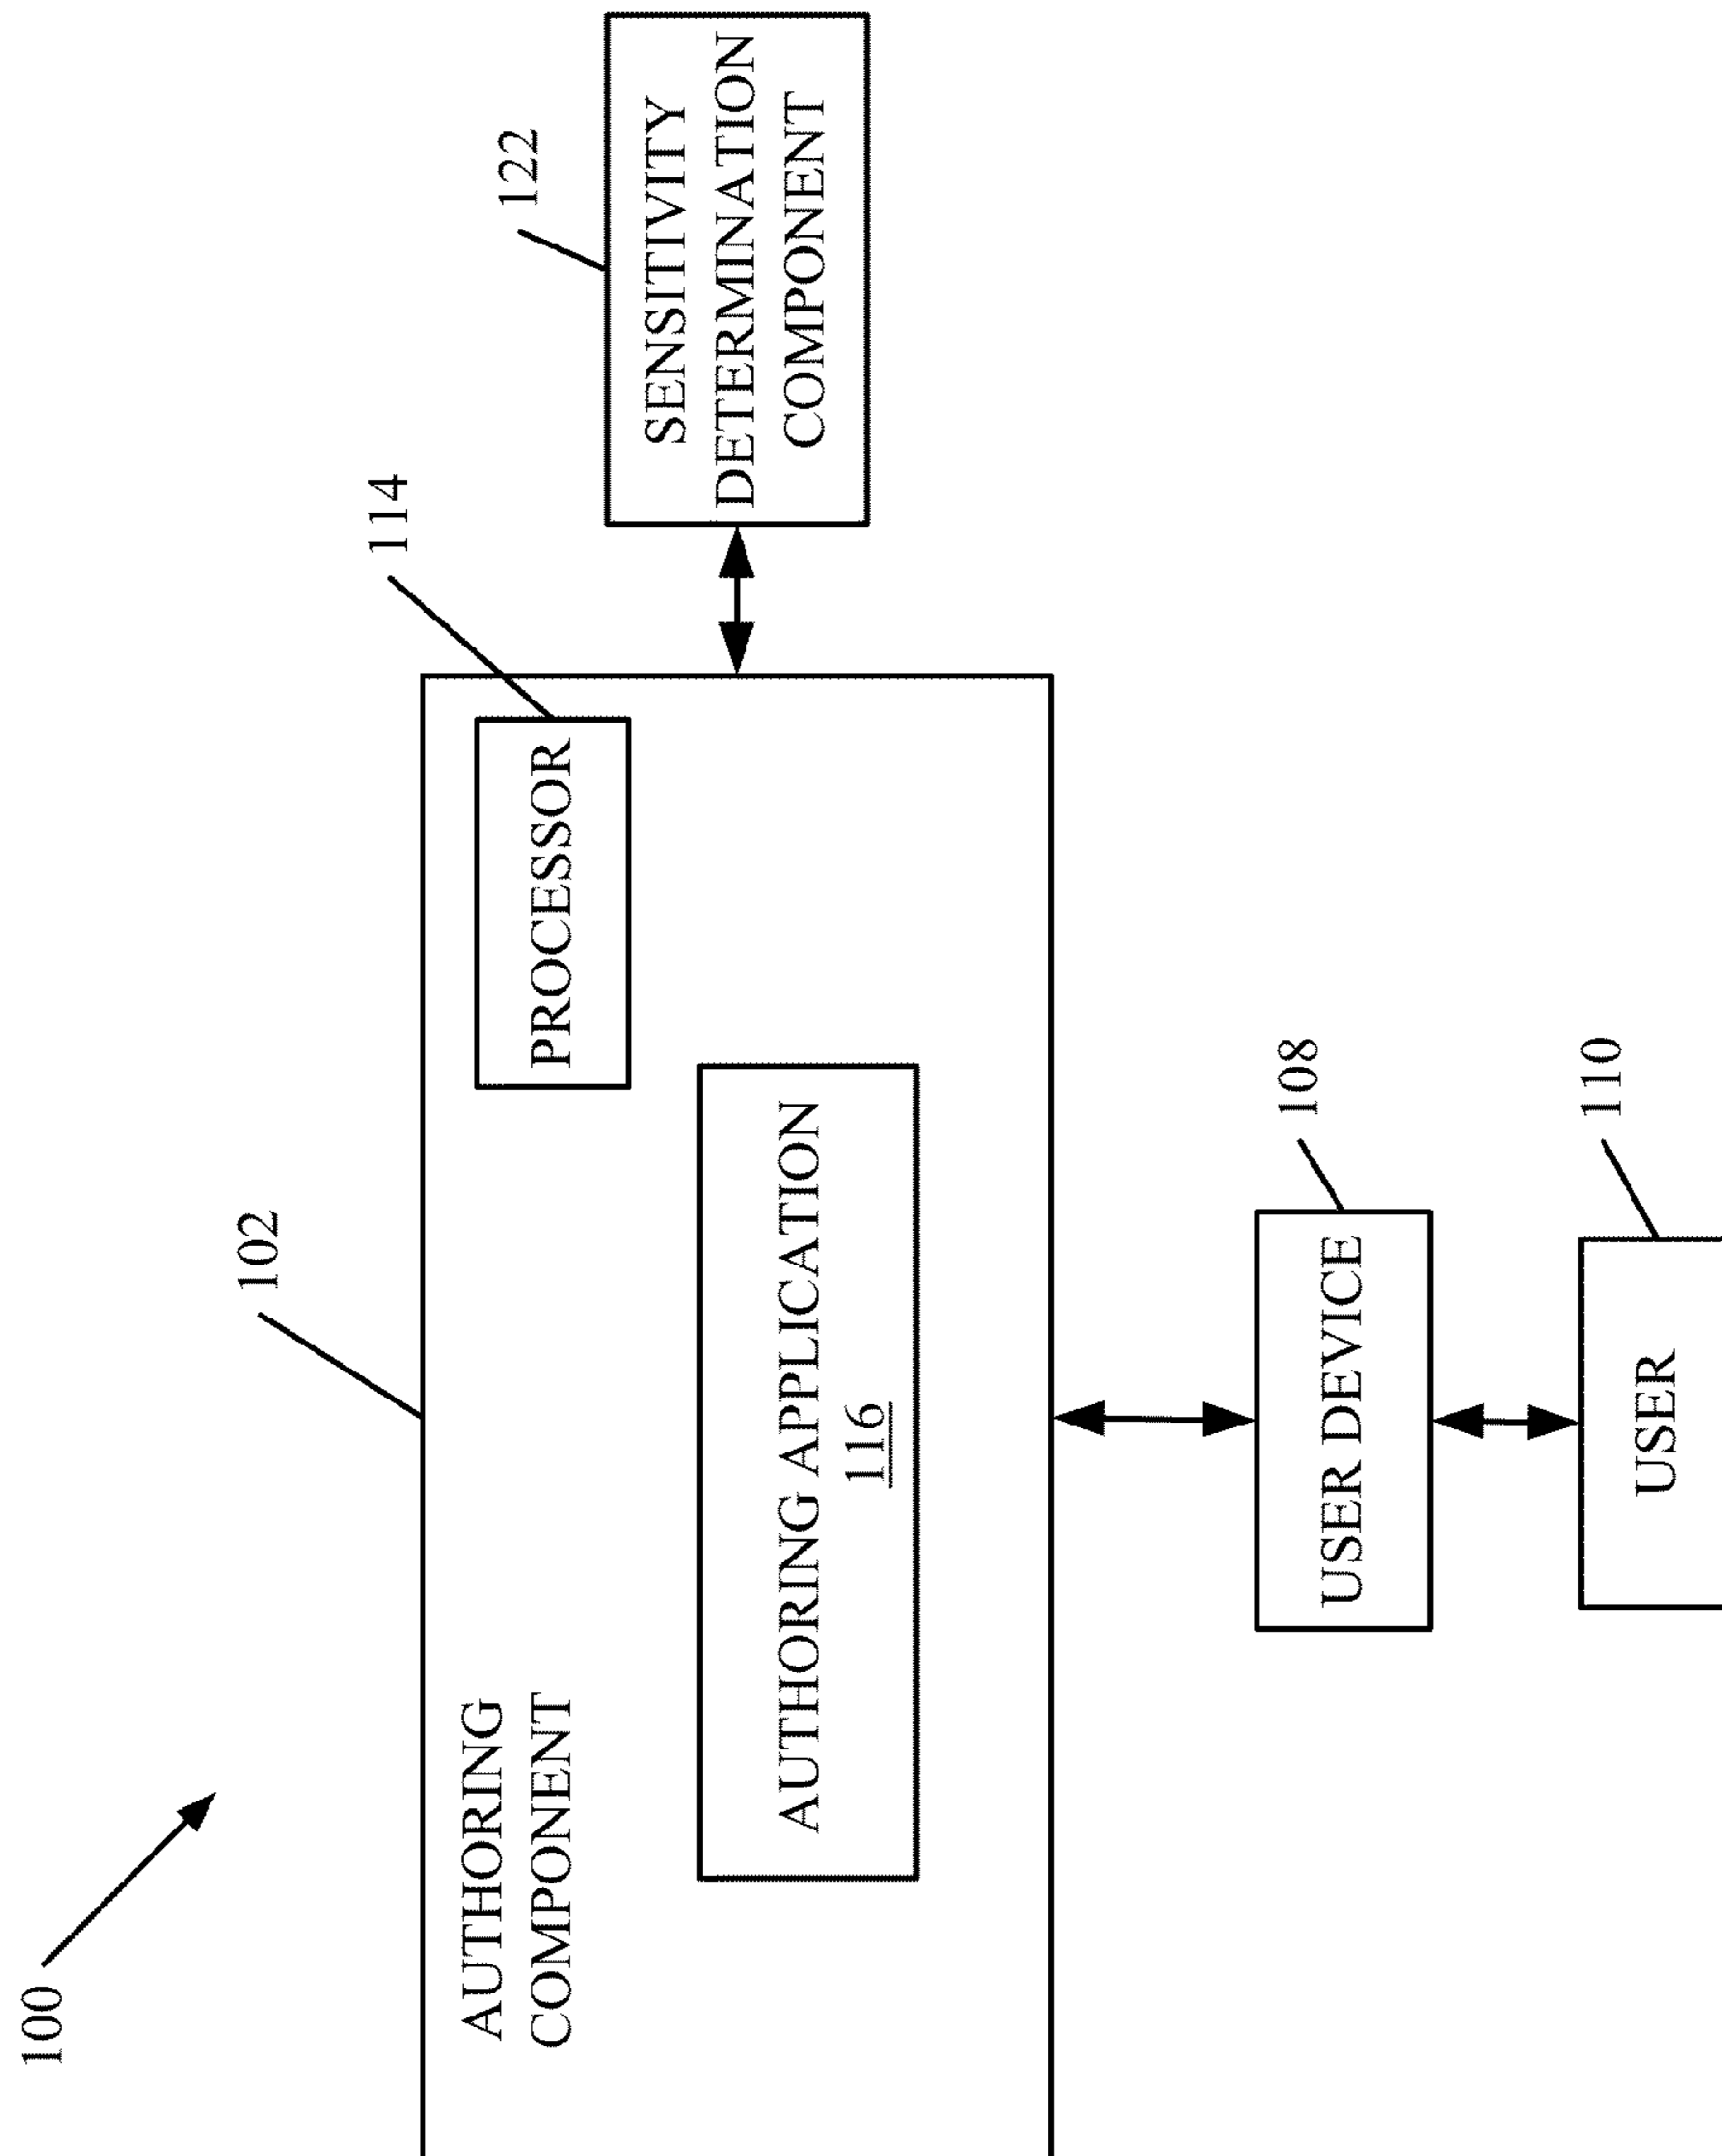 100
102
AUTHORING
COMPONENT
114
PROCESSOR
AUTHORING APPLICATION
116
122
SENSITIVITY
DETERMINATION
COMPONENT
108
USER DEVICE
110
USER